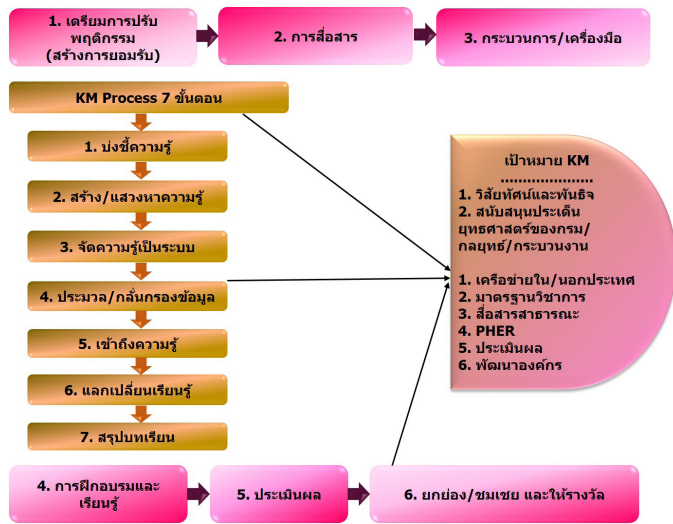 1. เตรียมการปรับ
พฤติกรรม
(สร้างการยอมรับ)
2. การสื่อสาร
3. กระบวนการ/เครื่องมือ
KM Process 7 ขั้นตอน
1. บ่งชี้ความรู้
2. สร้าง/แสวงหาความรู้
3. จัดความรู้เป็นระบบ
4. ประมวล/กลั่นกรองข้อมูล
5. เข้าถึงความรู้
6. แลกเปลี่ยนเรียนรู้
7. สรุปบทเรียน
เป้าหมาย KM
......................
1. วิสัยทัศน์และพันธิจ
2. สนับสนุนประเด็น
ยุทธศาสตร์ของกรม/
กลยุทธ์/กระบวนงาน
1. เครือข่ายใน/นอกประเทศ
2. มาตรฐานวิชาการ
3. สื่อสารสาธารณะ
4. PHER
5. ประเมินผล
6. พัฒนาองค์กร
4. การฝึกอบรมและ
เรียนรู้
5. ประเมินผล
6. ยกย่อง/ชมเชย และให้รางวัล